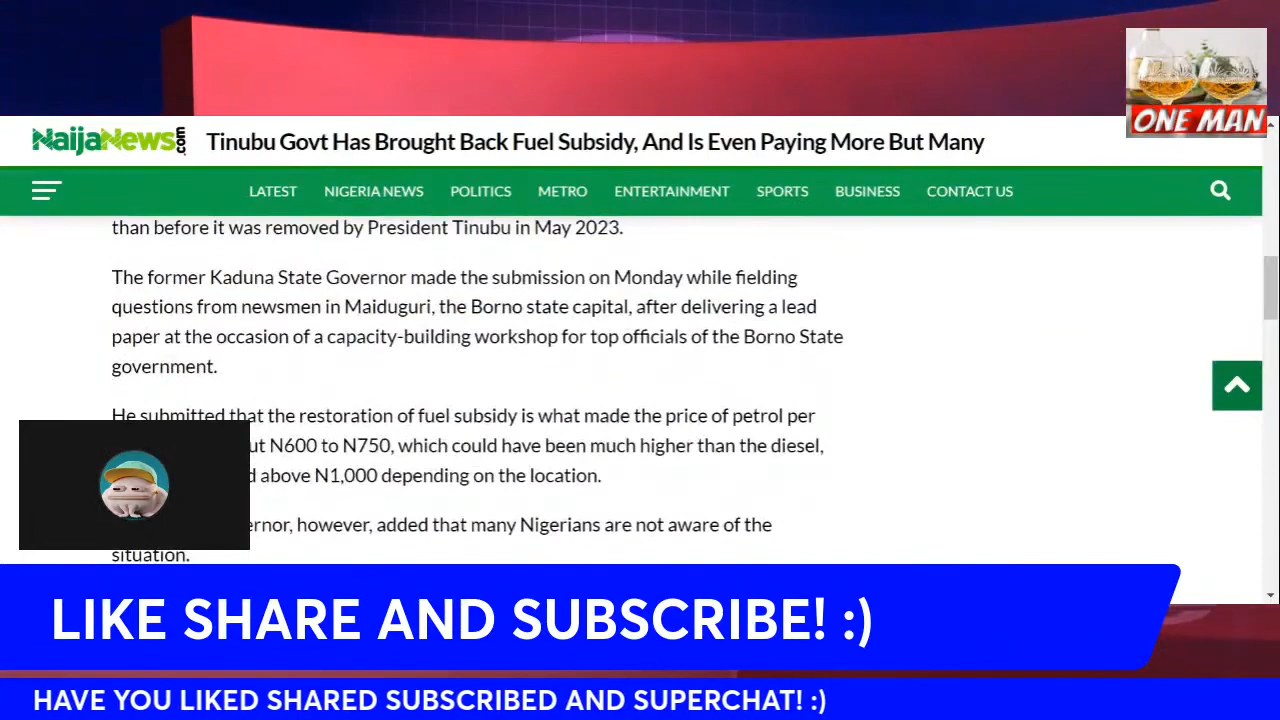 ONE MAN
NaijaNews.com
Tinubu Govt Has Brought Back Fuel Subsidy, And Is Even Paying More But Many
LATEST NIGERIA NEWS POLITICS METRO ENTERTAINMENT SPORTS BUSINESS CONTACT US
than before it was removed by President Tinubu in May 2023.
The former Kaduna State Governor made the submission on Monday while fielding
questions from newsmen in Maiduguri, the Borno state capital, after delivering a lead
paper at the occasion of a capacity-building workshop for top officials of the Borno State
government.
He submitted that the restoration of fuel subsidy is what made the price of petrol per
N600 to N750, which could have been much higher than the diesel,
above N1,000 depending on the location.
however, added that many Nigerians are not aware of the
situation.
LIKE SHARE AND SUBSCRIBE! :)
HAVE YOU LIKED SHARED SUBSCRIBED AND SUPERCHAT! :)